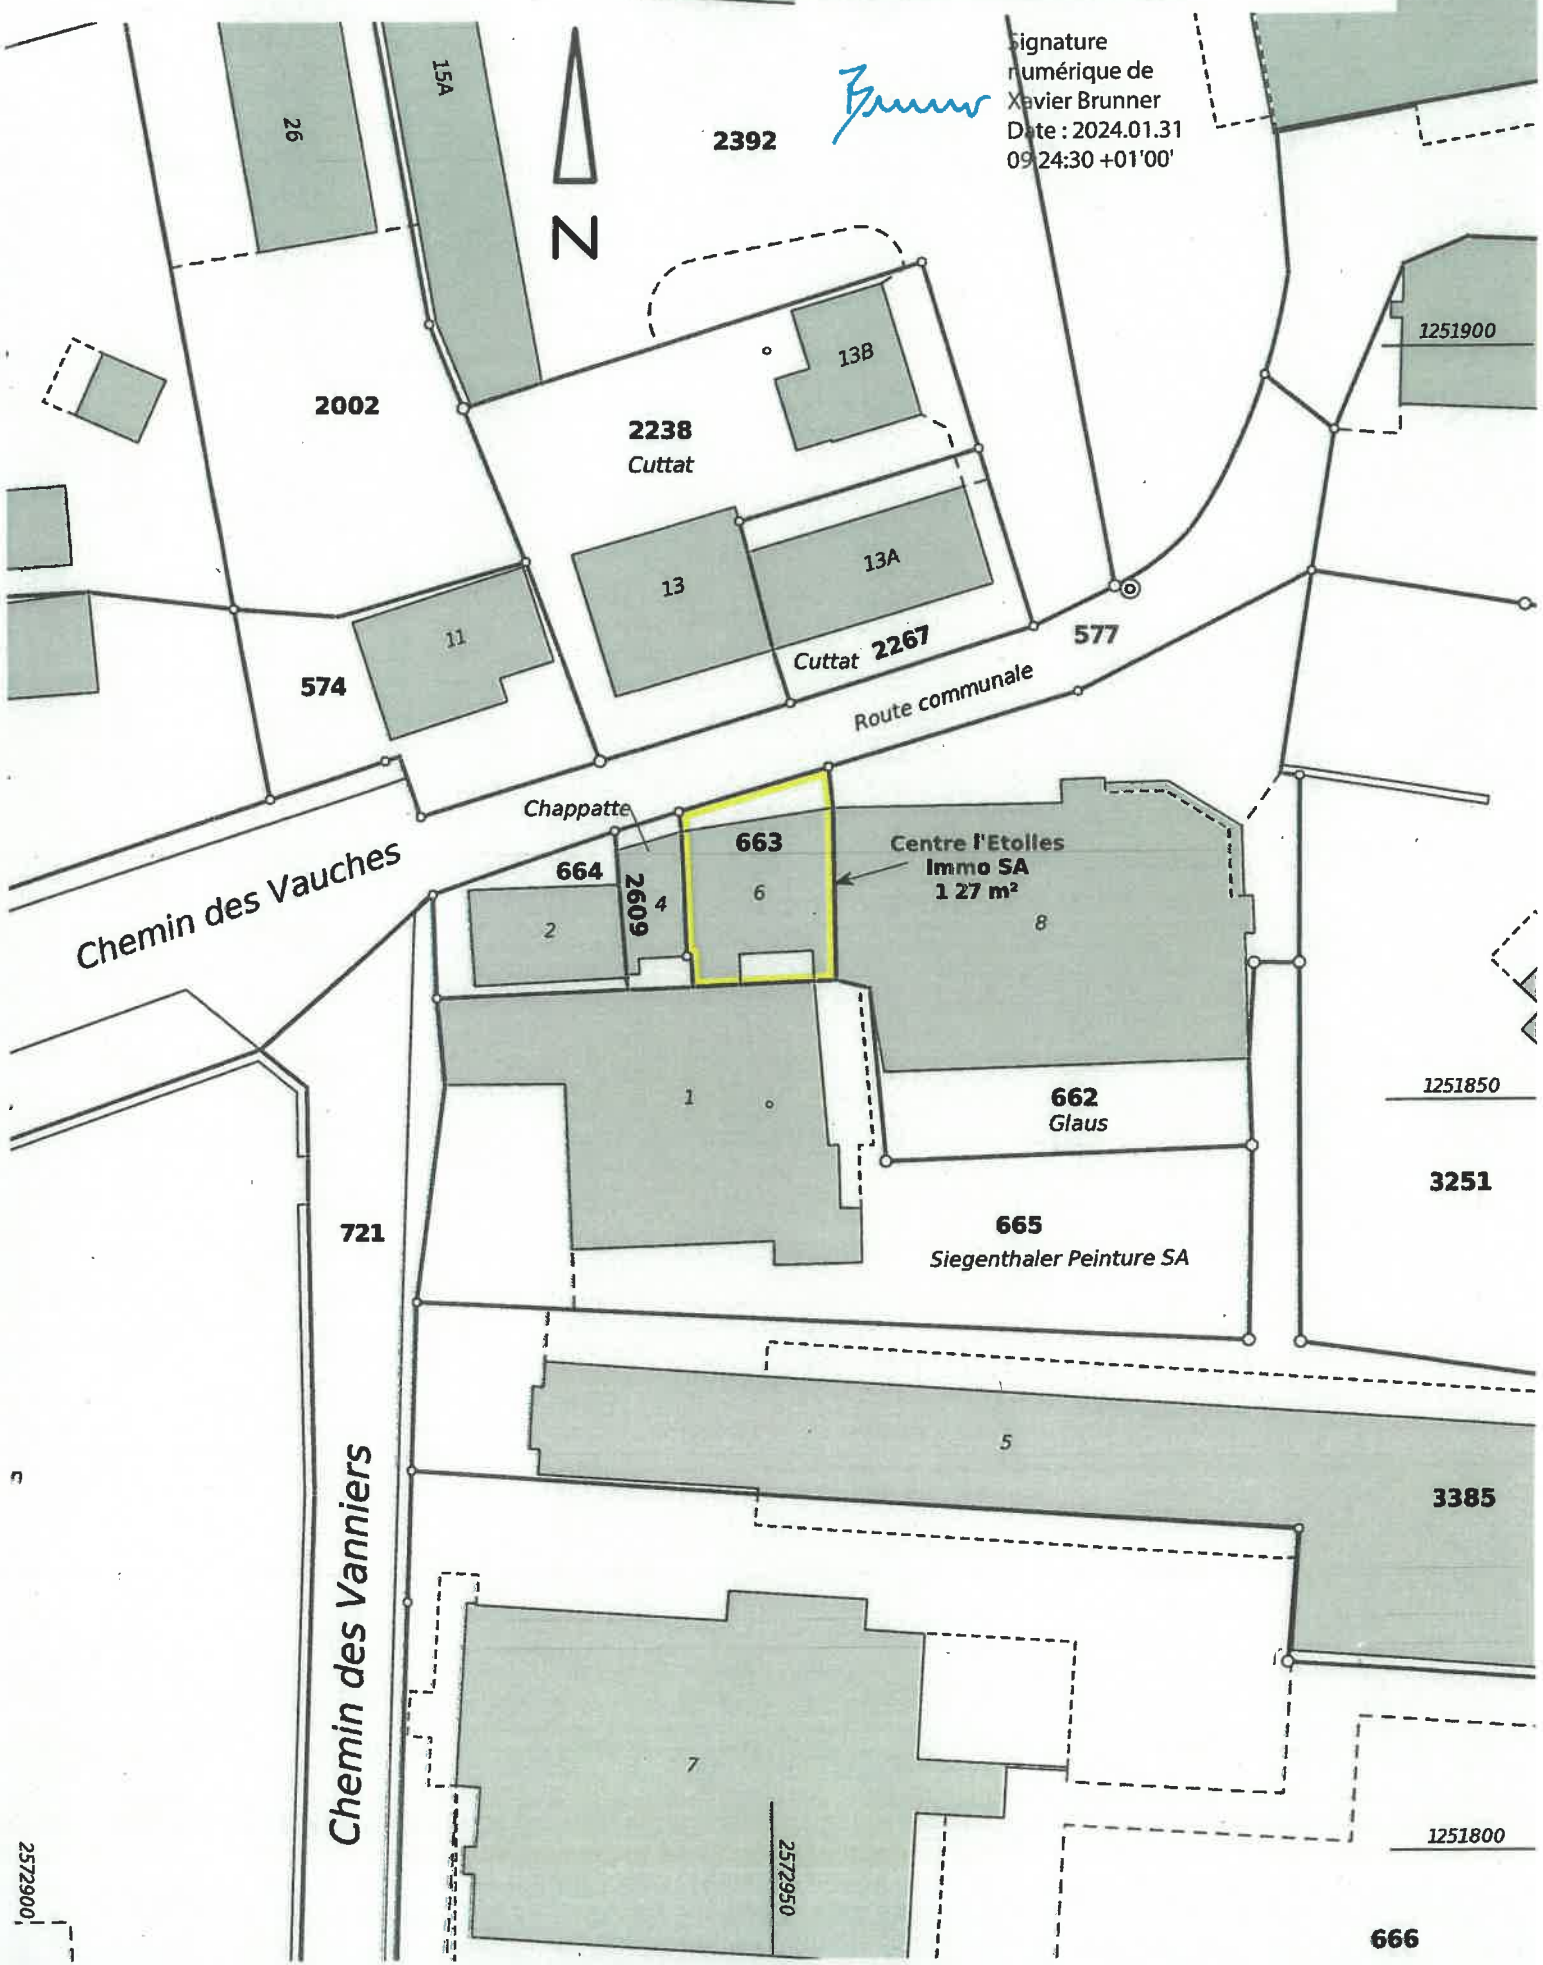 Signature
numérique de
Xavier Brunner
Date : 2024.01.31
09:24:30 +01'00'
Brunner
26
15A
2392
N
1251900
13B
2002
2238
Cuttat
13A
13
11
577
Cuttat 2267
574
Route communale
Chappatte
663
Centre l'Etolles
Immo SA
1 27 m²
664
2609
4
6
2
8
Chemin des Vauches
1251850
662
Glaus
1
3251
665
Siegenthaler Peinture SA
721
5
3385
Chemin des Vanniers
7
1251800
2572900
2572950
666